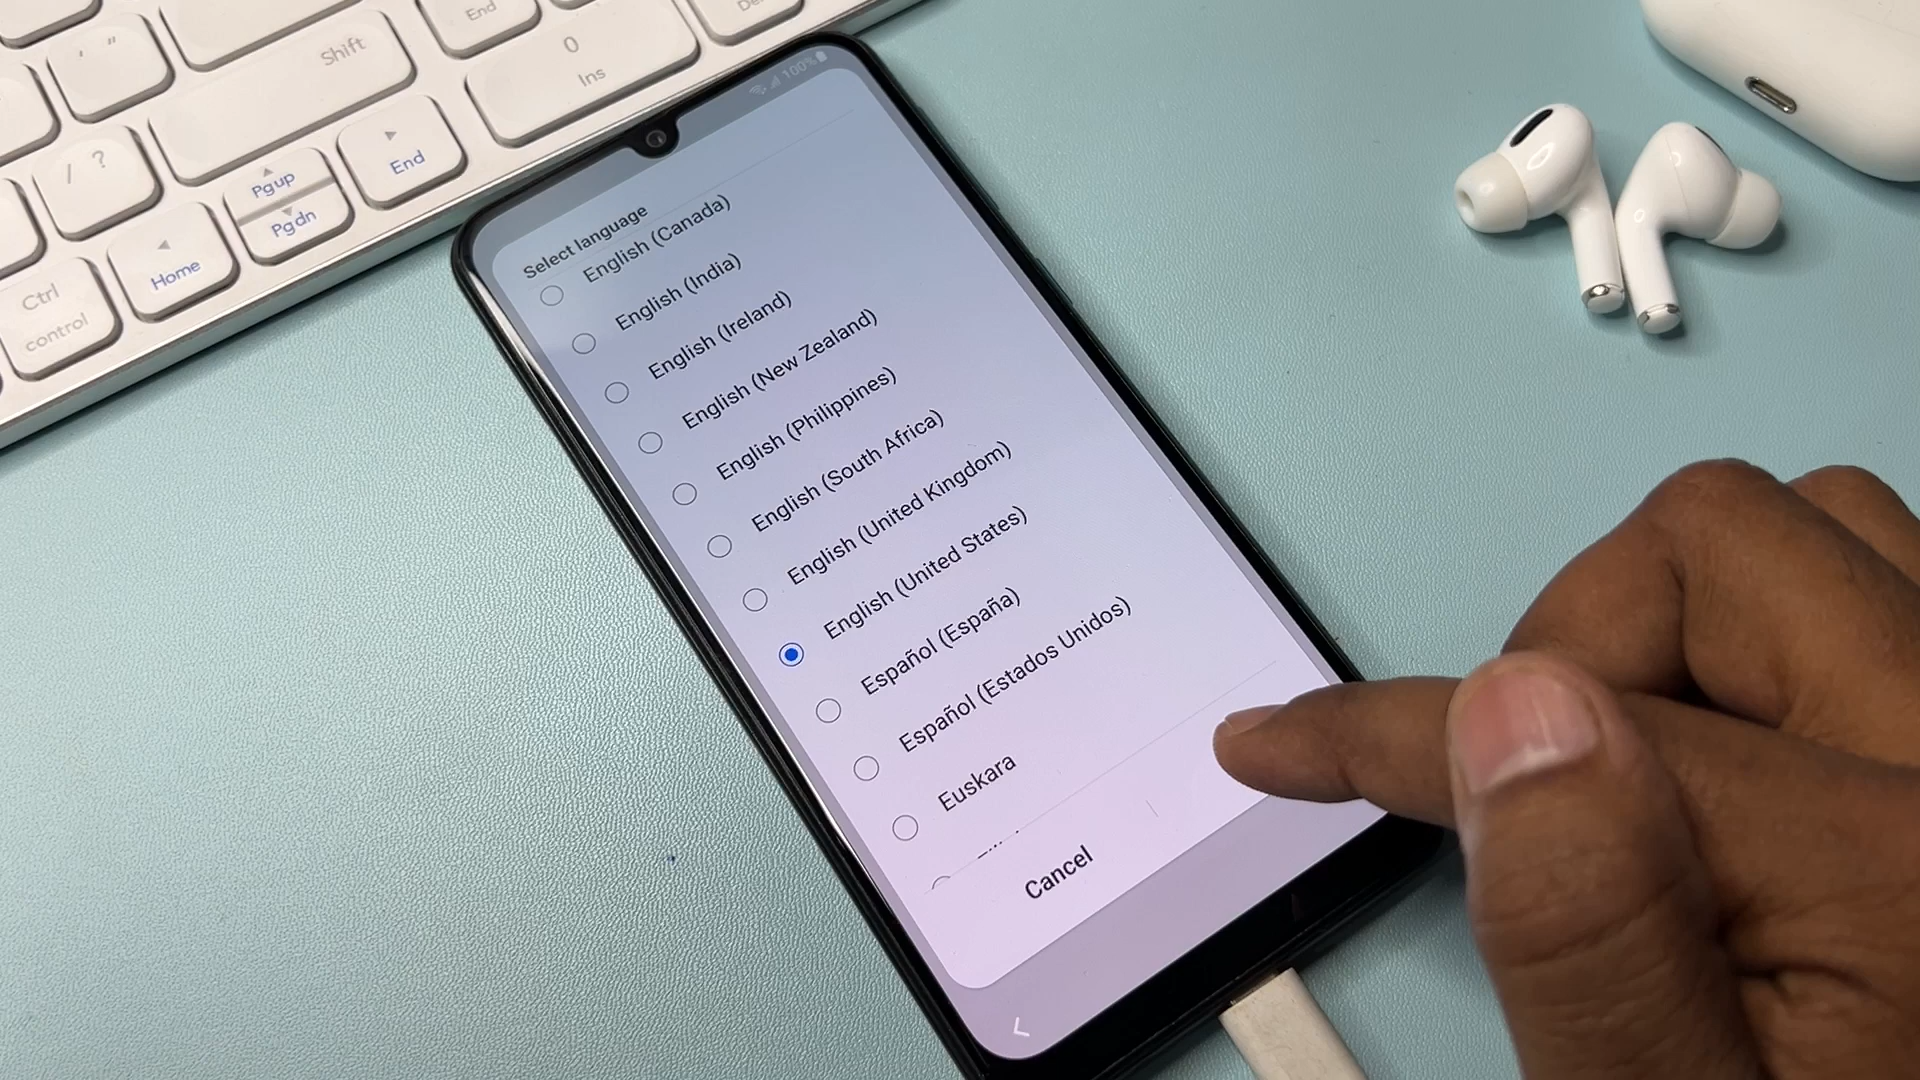 End
De
' "
Shift
0
Ins
/ ?
Pgup
Pgdn
End
Home
Ctrl
control
100%
Select language
English (Canada)
English (India)
English (Ireland)
English (New Zealand)
English (Philippines)
English (South Africa)
English (United Kingdom)
English (United States)
Español (España)
Español (Estados Unidos)
Euskara
Cancel